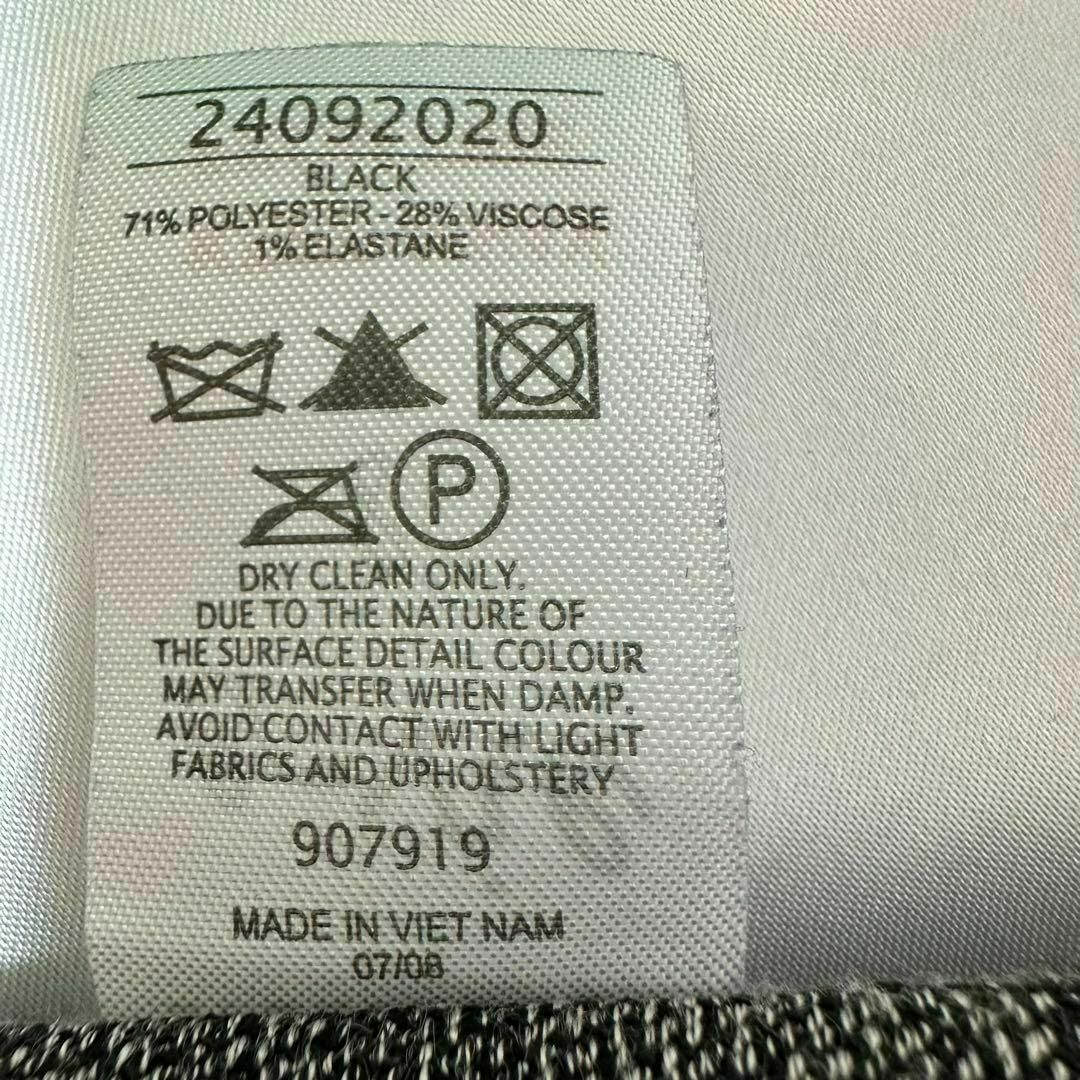 24092020
BLACK
71% POLYESTER - 28% VISCOSE
1% ELASTANE
P
DRY CLEAN ONLY.
DUE TO THE NATURE OF
THE SURFACE DETAIL COLOUR
MAY TRANSFER WHEN DAMP.
AVOID CONTACT WITH LIGHT
FABRICS AND UPHOLSTERY
907919
MADE IN VIET NAM
07/08